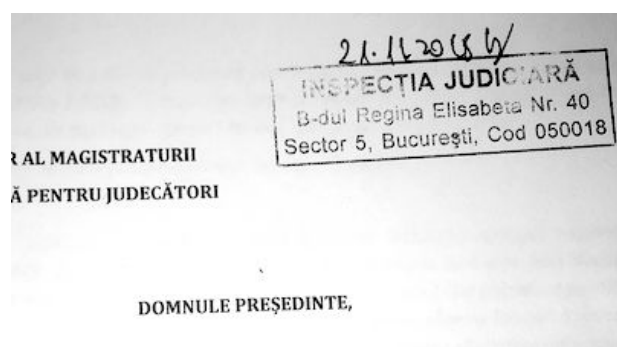 21.11.2018
INSPECȚIA JUDICIARĂ
B-dul Regina Elisabeta Nr. 40
Sector 5, Bucureşti, Cod 050018
R AL MAGISTRATURII
Ă PENTRU JUDECĂTORI
DOMNULE PREȘEDINTE,